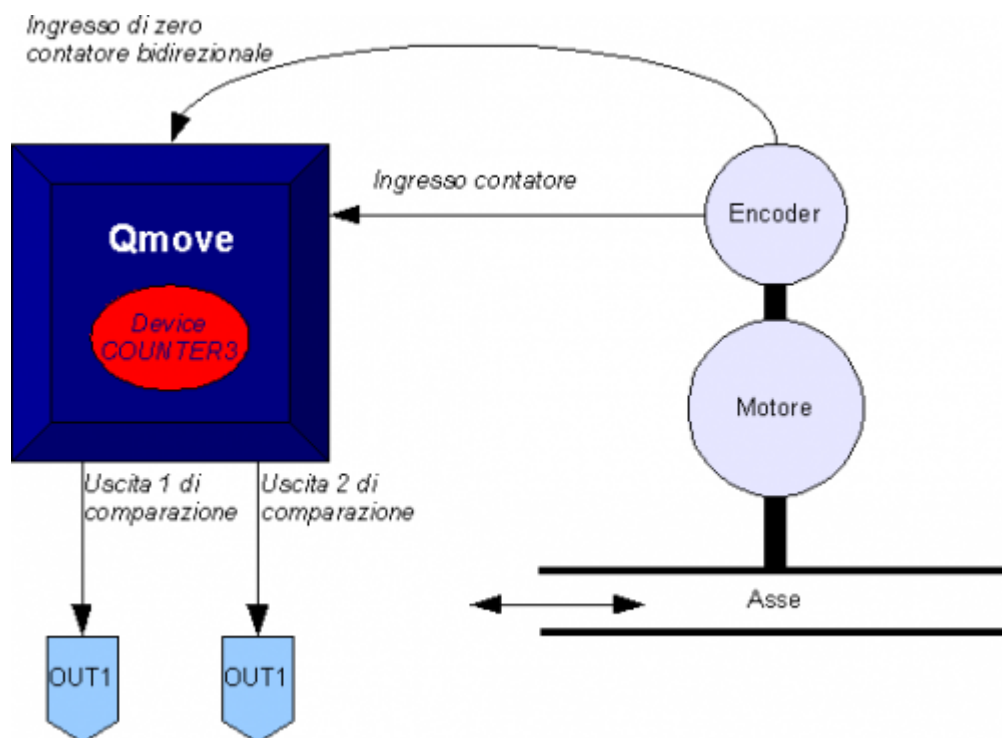 Ingresso di zero
contatore bidirezionale
Ingresso contatore
Encoder
Qmove
Device
COUNTER3
Motore
Uscita 1 di
comparazione
Uscita 2 di
comparazione
Asse
OUT1
OUT1